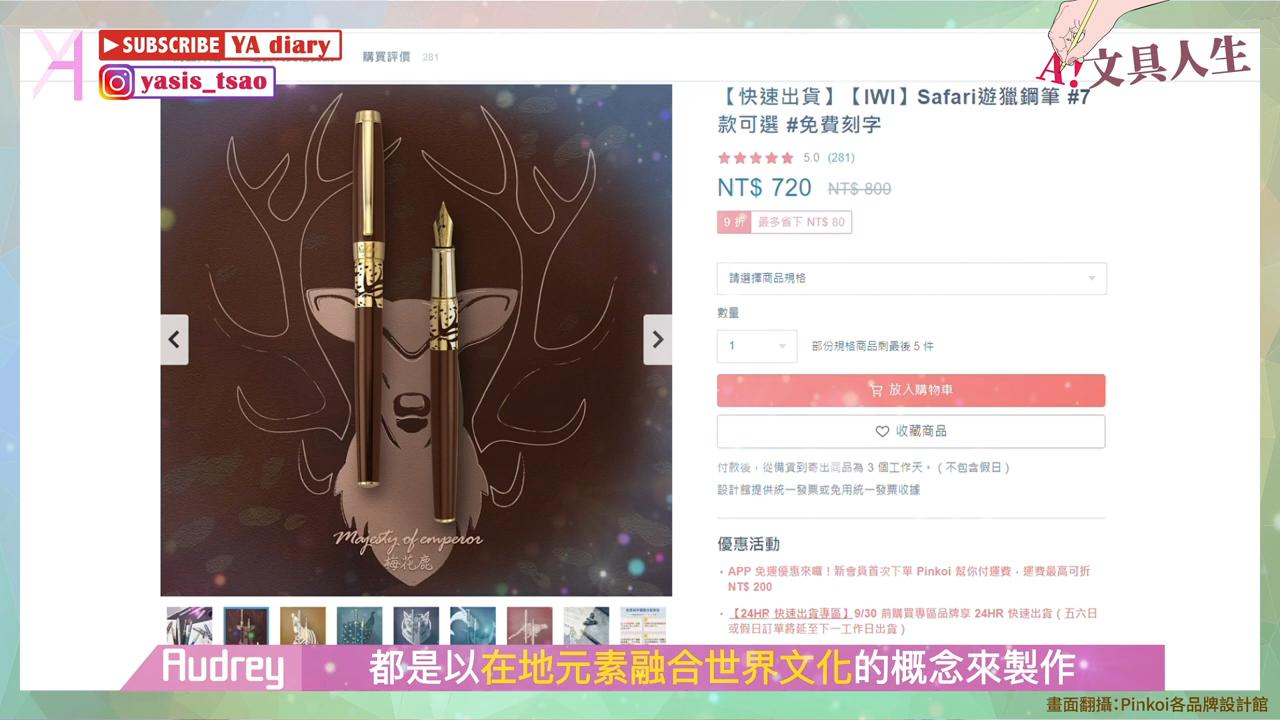 SUBSCRIBE YA diary
yasis_tsao
購買評價 281
A!文具人生
【快速出貨】【IWI】Safari遊獵鋼筆 #7
款可選 #免費刻字
5.0 (281)
NT$ 720 NT$ 800
9 折 最多省下 NT$ 80
請選擇商品規格
數量
1 部份規格商品剩最後 5 件
放入購物車
收藏商品
付款後，從備貨到寄出商品為 3 個工作天。（不包含假日）
設計館提供統一發票或免用統一發票收據
優惠活動
• APP 免運優惠來囉！新會員首次下單 Pinkoi 幫你付運費，運費最高可折
NT$ 200
• 【24HR 快速出貨專區】9/30 前購買專區品牌享 24HR 快速出貨 ( 五六日
或假日訂單將延至下一工作日出貨 )
Majesty of emperor
梅花鹿
Audrey
都是以在地元素融合世界文化的概念來製作
畫面翻攝：Pinkoi各品牌設計館